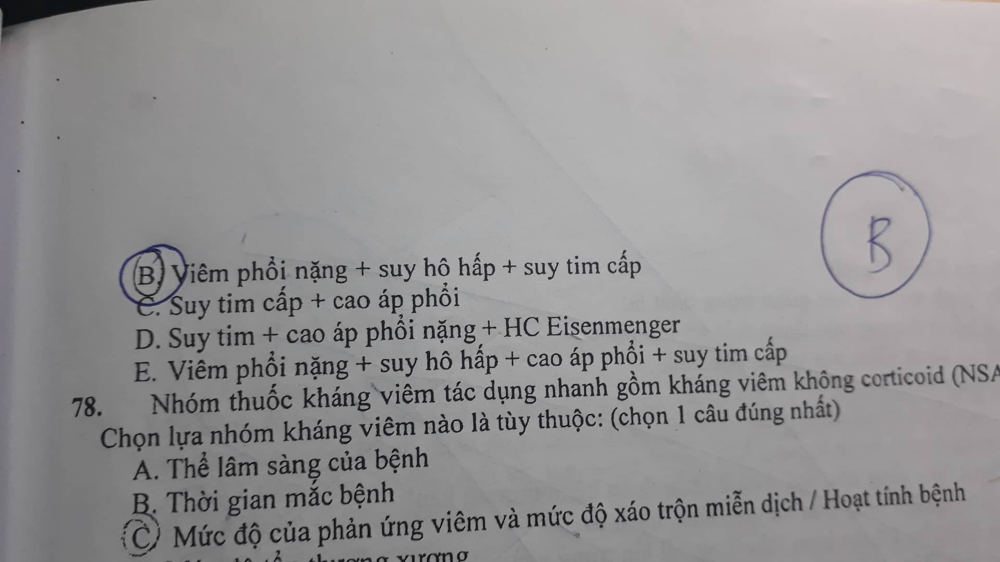 B
B. Viêm phổi nặng + suy hô hấp + suy tim cấp
C. Suy tim cấp + cao áp phổi
D. Suy tim + cao áp phổi nặng + HC Eisenmenger
E. Viêm phổi nặng + suy hô hấp + cao áp phổi + suy tim cấp
78. Nhóm thuốc kháng viêm tác dụng nhanh gồm kháng viêm không corticoid (NSA
Chọn lựa nhóm kháng viêm nào là tùy thuộc: (chọn 1 câu đúng nhất)
A. Thể lâm sàng của bệnh
B. Thời gian mắc bệnh
C. Mức độ của phản ứng viêm và mức độ xáo trộn miễn dịch / Hoạt tính bệnh
thương xương